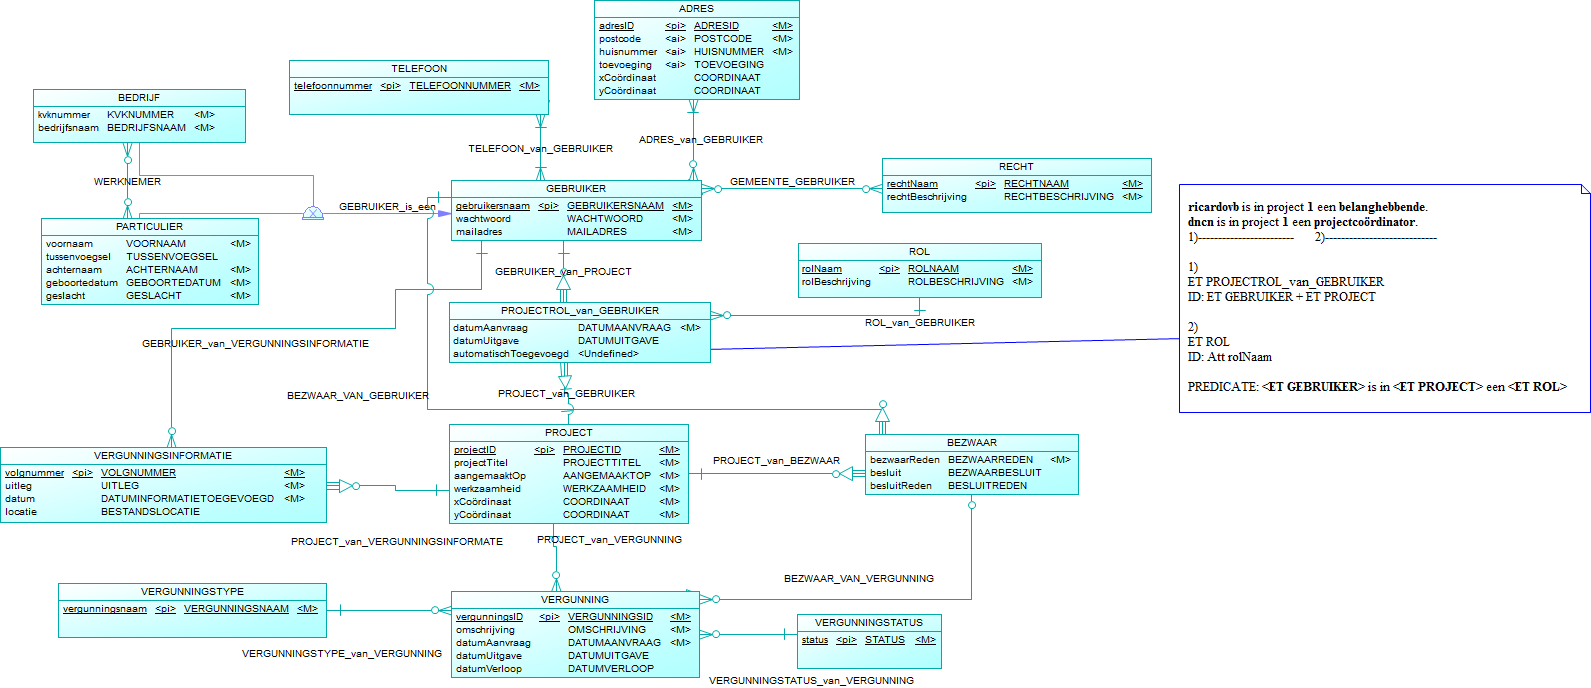 ADRES
adresID <pi> ADRESID <M>
postcode <ai> POSTCODE <M>
huisnummer <ai> HUISNUMMER <M>
toevoeging <ai> TOEVOEGING
xCoördinaat COORDINAAT
yCoördinaat COORDINAAT
TELEFOON
telefoonnummer <pi> TELEFOONNUMMER <M>
BEDRIJF
kvknummer KVKNUMMER <M>
bedrijfsnaam BEDRIJFSNAAM <M>
ADRES_van_GEBRUIKER
TELEFOON_van_GEBRUIKER
WERKNEMER
GEMEENTE_GEBRUIKER
RECHT
rechtNaam <pi> RECHTNAAM <M>
rechtBeschrijving RECHTBESCHRIJVING <M>
GEBRUIKER
gebruikersnaam <pi> GEBRUIKERSNAAM <M>
wachtwoord WACHTWOORD <M>
mailadres MAILADRES <M>
GEBRUIKER_is_een
PARTICULIER
voornaam VOORNAAM <M>
tussenvoegsel TUSSENVOEGSEL
achternaam ACHTERNAAM <M>
geboortedatum GEBOORTEDATUM <M>
geslacht GESLACHT <M>
ricardovb is in project 1 een belanghebbende.
dncn is in project 1 een projectcoördinator.
1)------------------------ 2)----------------------------
1)
ET PROJECTROL_van_GEBRUIKER
ID: ET GEBRUIKER + ET PROJECT
2)
ET ROL
ID: Att rolNaam
PREDICATE: <ET GEBRUIKER> is in <ET PROJECT> een <ET ROL>
ROL
rolNaam <pi> ROLNAAM <M>
rolBeschrijving ROLBESCHRIJVING <M>
GEBRUIKER_van_PROJECT
PROJECTROL_van_GEBRUIKER
datumAanvraag DATUMAANVRAAG <M>
datumUitgave DATUMUITGAVE
automatischToegevoegd <Undefined>
ROL_van_GEBRUIKER
GEBRUIKER_van_VERGUNNINGSINFORMATIE
BEZWAAR_VAN_GEBRUIKER
PROJECT_van_GEBRUIKER
PROJECT
projectID <pi> PROJECTID <M>
projectTitel PROJECTTITEL <M>
aangemaaktOp AANGEMAAKTOP <M>
werkzaamheid WERKZAAMHEID <M>
xCoördinaat COORDINAAT <M>
yCoördinaat COORDINAAT <M>
BEZWAAR
bezwaarReden BEZWAARREDEN <M>
besluit BEZWAARBESLUIT
besluitReden BESLUITREDEN
PROJECT_van_BEZWAAR
VERGUNNINGSINFORMATIE
volgnummer <pi> VOLGNUMMER <M>
uitleg UITLEG <M>
datum DATUMINFORMATIETOEGEVOEGD <M>
locatie BESTANDSLOCATIE
PROJECT_van_VERGUNNINGSINFORMATE
PROJECT_van_VERGUNNING
BEZWAAR_VAN_VERGUNNING
VERGUNNINGSTYPE
vergunningsnaam <pi> VERGUNNINGSNAAM <M>
VERGUNNING
vergunningsID <pi> VERGUNNINGSID <M>
omschrijving OMSCHRIJVING <M>
datumAanvraag DATUMAANVRAAG <M>
datumUitgave DATUMUITGAVE
datumVerloop DATUMVERLOOP
VERGUNNINGSTATUS
status <pi> STATUS <M>
VERGUNNINGSTYPE_van_VERGUNNING
VERGUNNINGSTATUS_van_VERGUNNING